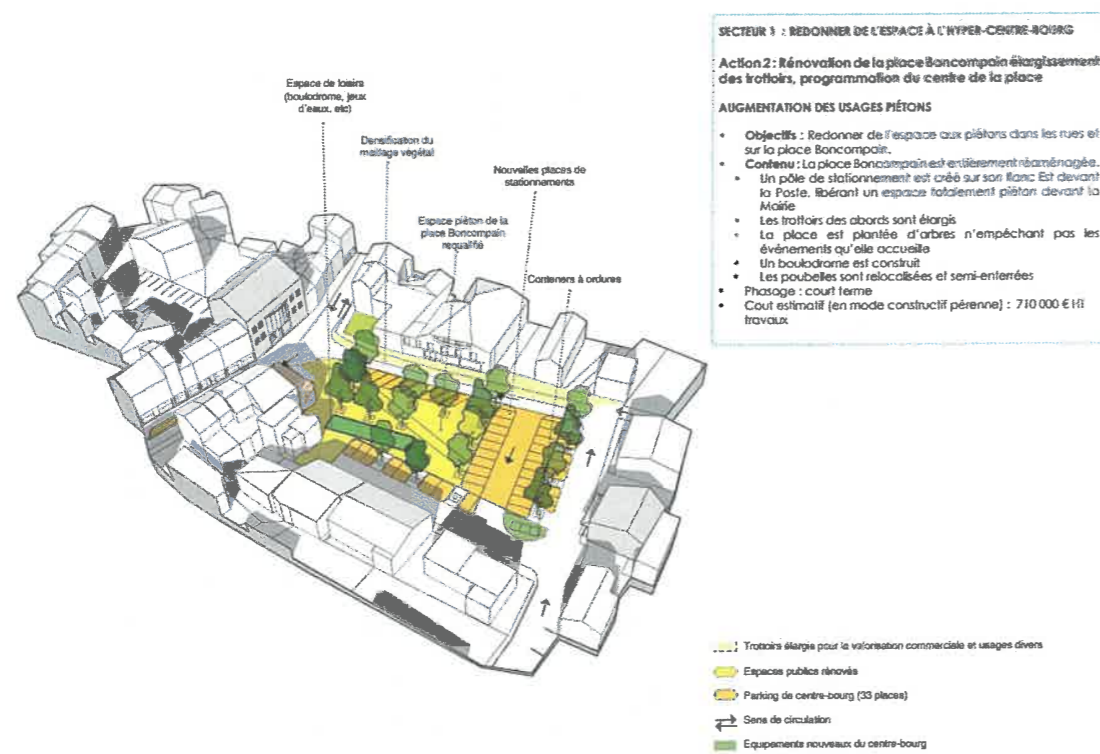 SECTEUR 1 : REDONNER DE L'ESPACE À L'HYPER-CENTRE-BOURG
Action 2 : Rénovation de la place Boncompain élargissement
des trottoirs, programmation du centre de la place
AUGMENTATION DES USAGES PIÉTONS
• Objectifs : Redonner de l'espace aux piétons dans les rues et
sur la place Boncompain.
• Contenu : La place Boncompain est entièrement réaménagée.
• Un pôle de stationnement est créé sur son flanc Est devant
la Poste, libérant un espace totalement piéton devant la
Mairie
• Les trottoirs des abords sont élargis
• La place est plantée d'arbres n'empêchant pas les
événements qu'elle accueille
• Un boulodrome est construit
• Les poubelles sont relocalisées et semi-enterrées
• Phasage : court terme
• Cout estimatif (en mode constructif pérenne) : 710 000 € HT
travaux
Espace de loisirs
(boulodrome, jeux
d'eaux, etc)
Densification du
maillage végétal
Nouvelles places de
stationnements
Espace piéton de la
place Boncompain
requalifié
Conteners à ordures
Trottoirs élargis pour la valorisation commerciale et usages divers
Espaces publics rénovés
Parking de centre-bourg (33 places)
Sens de circulation
Equipements nouveaux du centre-bourg